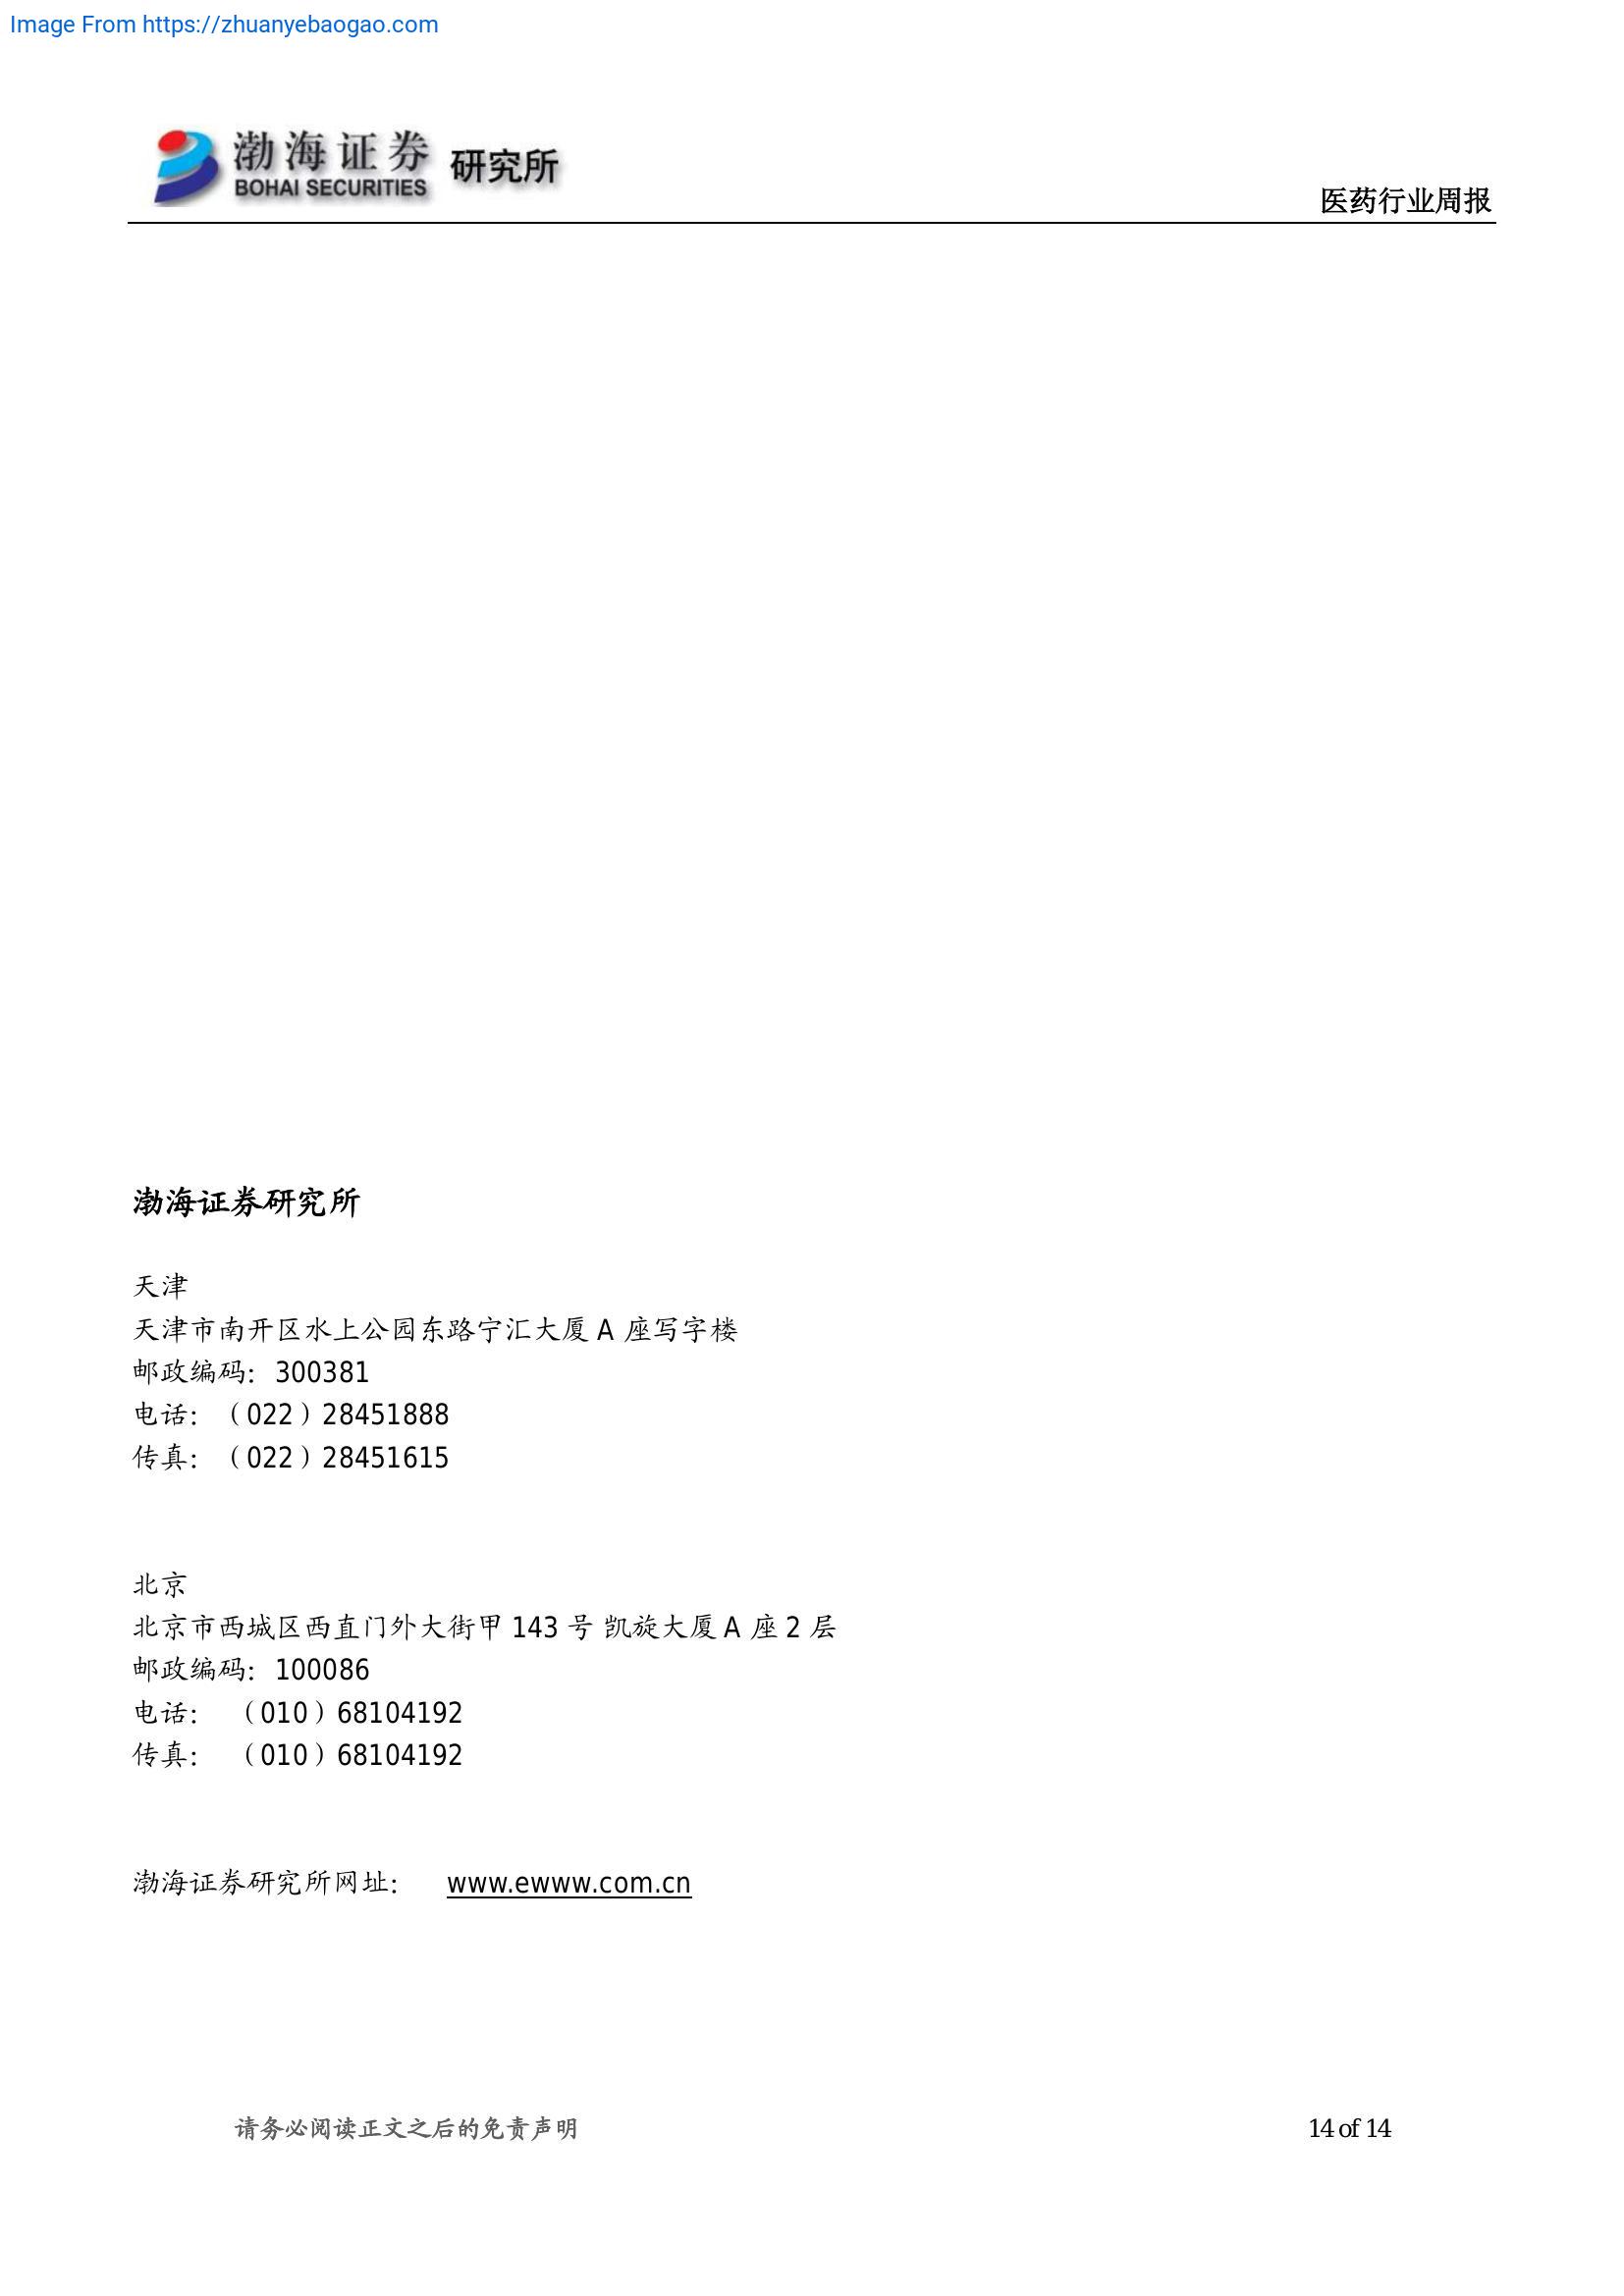 Image From https://zhuanyebaogao.com
渤海证券
BOHAI SECURITIES
研究所
医药行业周报
渤海证券研究所
天津
天津市南开区水上公园东路宁汇大厦 A 座写字楼
邮政编码：300381
电话：（022）28451888
传真：（022）28451615
北京
北京市西城区西直门外大街甲 143 号 凯旋大厦 A 座 2 层
邮政编码：100086
电话： （010）68104192
传真： （010）68104192
渤海证券研究所网址： www.ewww.com.cn
请务必阅读正文之后的免责声明
14 of 14